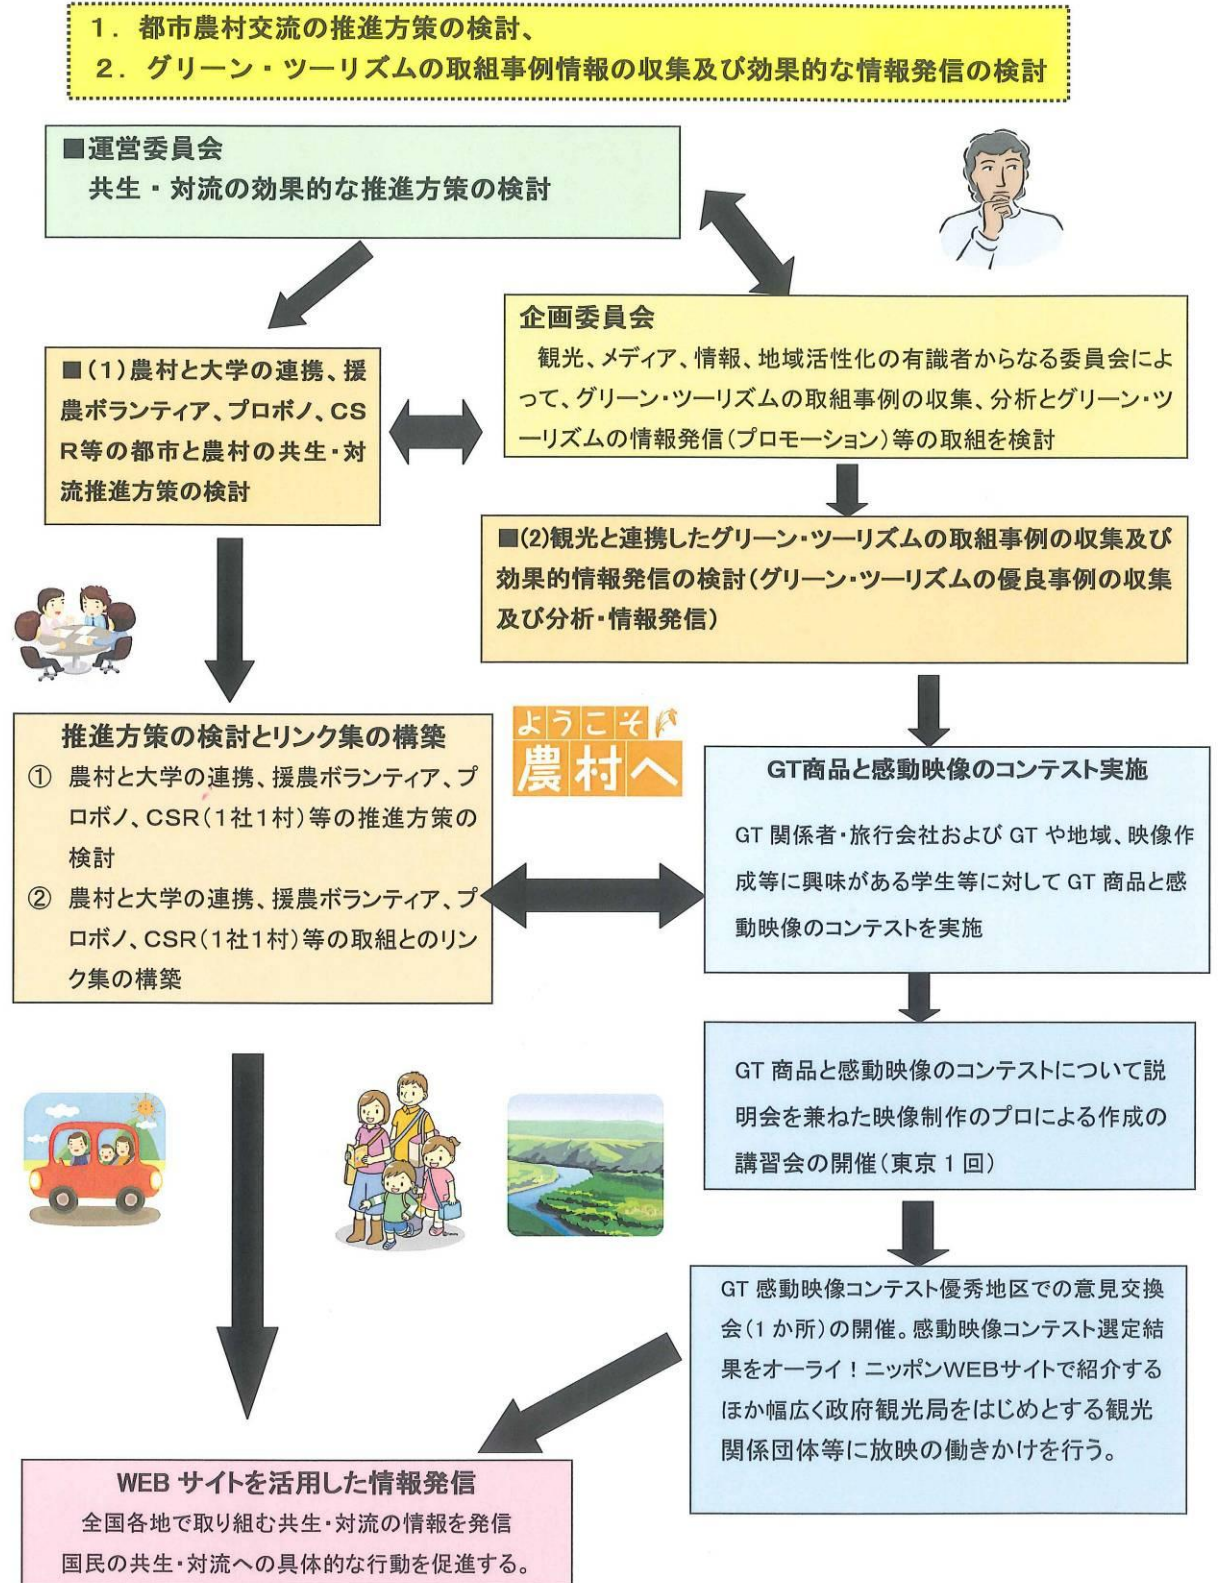 1．都市農村交流の推進方策の検討、
2．グリーン・ツーリズムの取組事例情報の収集及び効果的な情報発信の検討
■運営委員会
共生・対流の効果的な推進方策の検討
企画委員会
観光、メディア、情報、地域活性化の有識者からなる委員会によ
って、グリーン・ツーリズムの取組事例の収集、分析とグリーン・ツ
ーリズムの情報発信(プロモーション)等の取組を検討
■(1)農村と大学の連携、援
農ボランティア、プロボノ、CS
R等の都市と農村の共生・対
流推進方策の検討
■(2)観光と連携したグリーン・ツーリズムの取組事例の収集及び
効果的情報発信の検討(グリーン・ツーリズムの優良事例の収集
及び分析・情報発信)
推進方策の検討とリンク集の構築
① 農村と大学の連携、援農ボランティア、プ
ロボノ、CSR(1社1村)等の推進方策の
検討
② 農村と大学の連携、援農ボランティア、プ
ロボノ、CSR(1社1村)等の取組とのリン
ク集の構築
ようこそ
農村へ
GT商品と感動映像のコンテスト実施
GT 関係者・旅行会社および GT や地域、映像作
成等に興味がある学生等に対して GT 商品と感
動映像のコンテストを実施
GT 商品と感動映像のコンテストについて説
明会を兼ねた映像制作のプロによる作成の
講習会の開催(東京 1 回)
GT 感動映像コンテスト優秀地区での意見交換
会(1 か所)の開催。感動映像コンテスト選定結
果をオーライ！ニッポンWEBサイトで紹介する
ほか幅広く政府観光局をはじめとする観光
関係団体等に放映の働きかけを行う。
WEB サイトを活用した情報発信
全国各地で取り組む共生・対流の情報を発信
国民の共生・対流への具体的な行動を促進する。